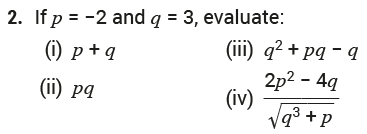 2. If p = −2 and q = 3, evaluate:
(i) p + q
(ii) pq
(iii) q² + pq − q
(iv) (2p² − 4q) / √(q³ + p)